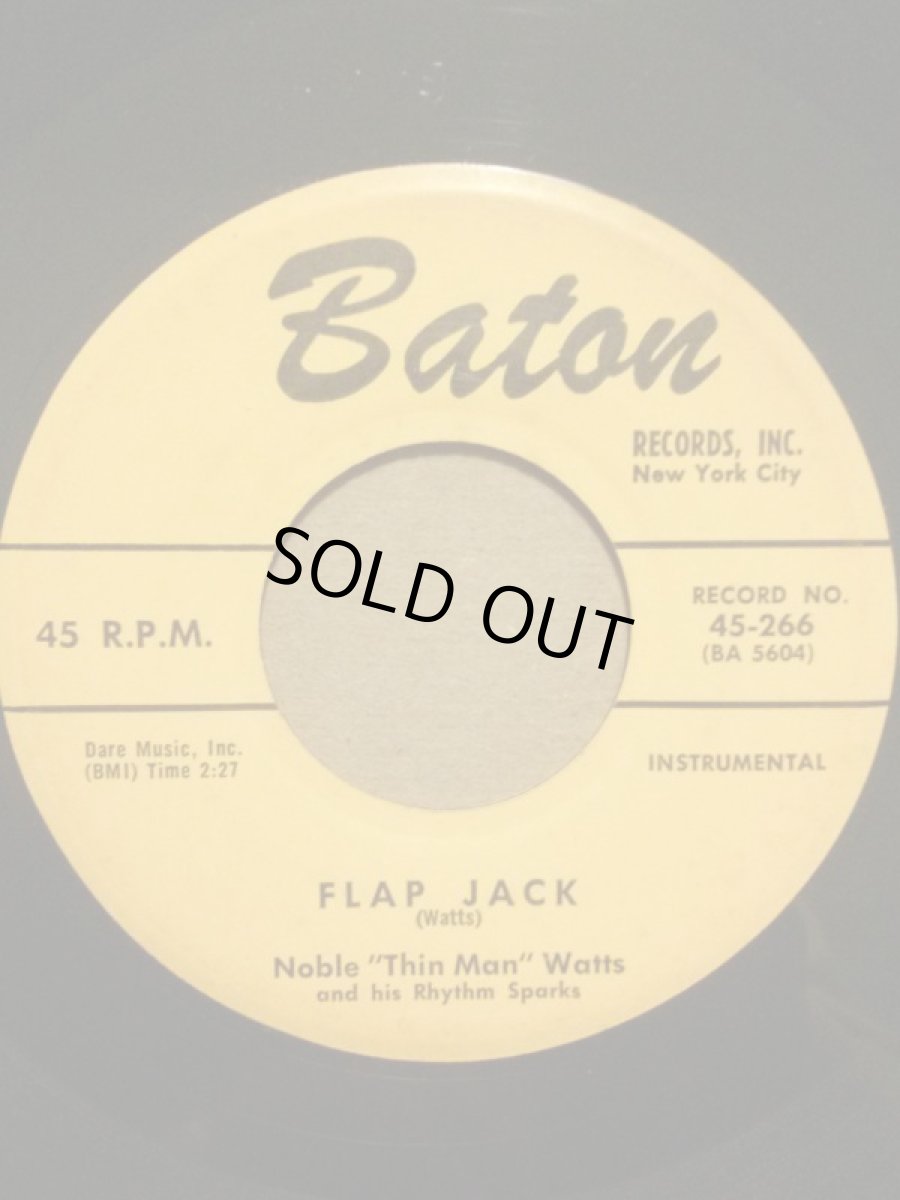 Baton
RECORDS, INC.
New York City
SOLD OUT
45 R.P.M.
RECORD NO.
45-266
(BA 5604)
Dare Music, Inc.
(BMI) Time 2:27
INSTRUMENTAL
FLAP JACK
(Watts)
Noble "Thin Man" Watts
and his Rhythm Sparks